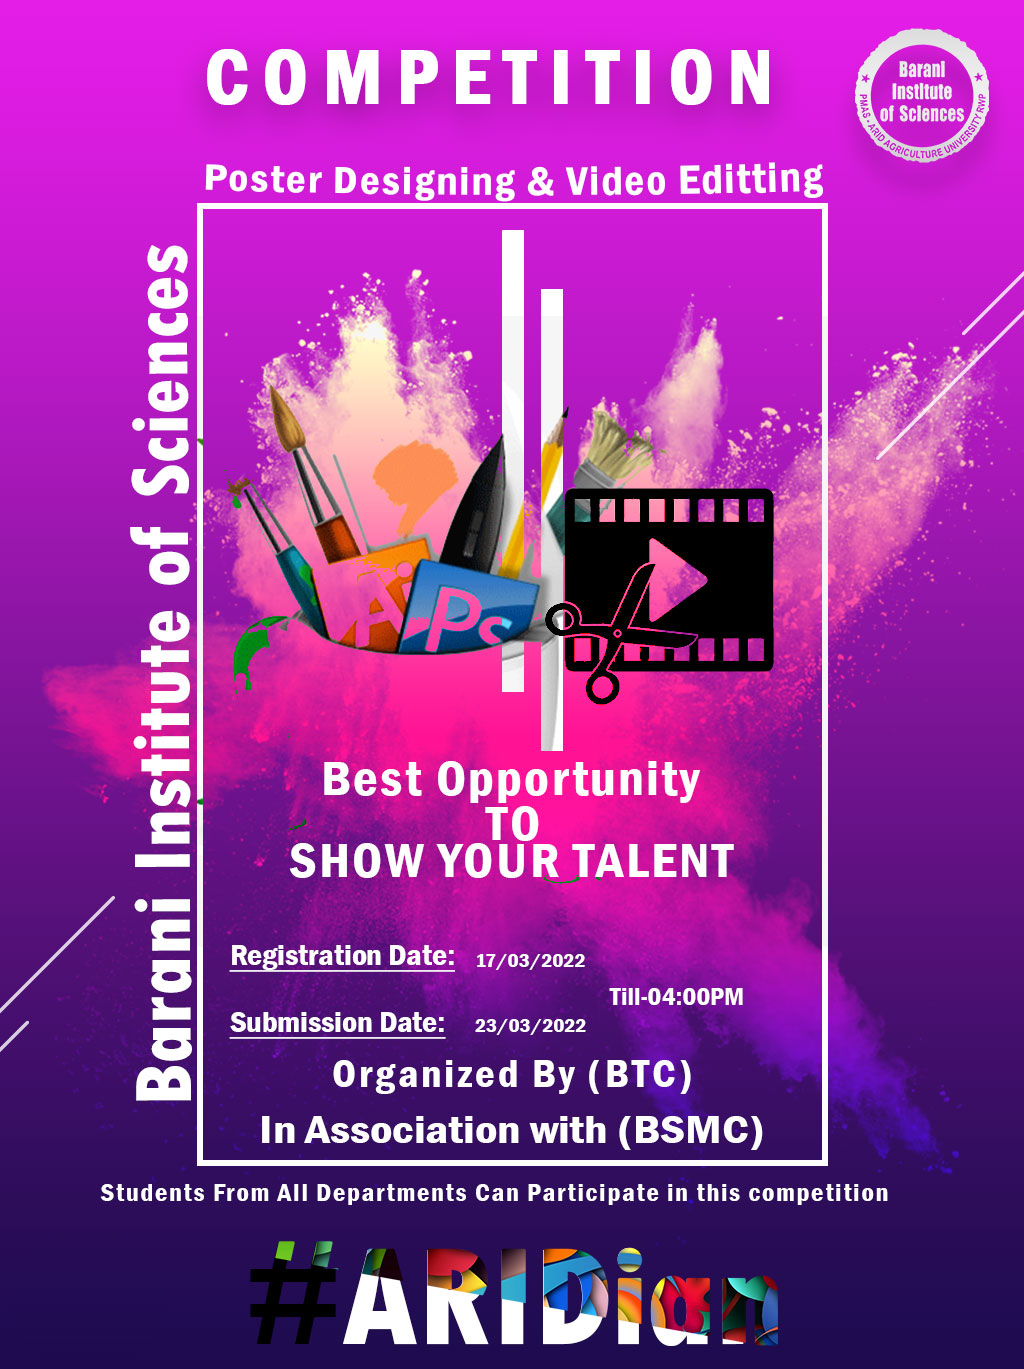 COMPETITION
Barani
Institute
of Sciences
PMAS - ARID AGRICULTURE UNIVERSITY RWP
Poster Designing & Video Editting
Barani Institute of Sciences
Ai
Ps
Best Opportunity
TO
SHOW YOUR TALENT
Registration Date: 17/03/2022
Till-04:00PM
Submission Date: 23/03/2022
Organized By (BTC)
In Association with (BSMC)
Students From All Departments Can Participate in this competition
#ARIDian